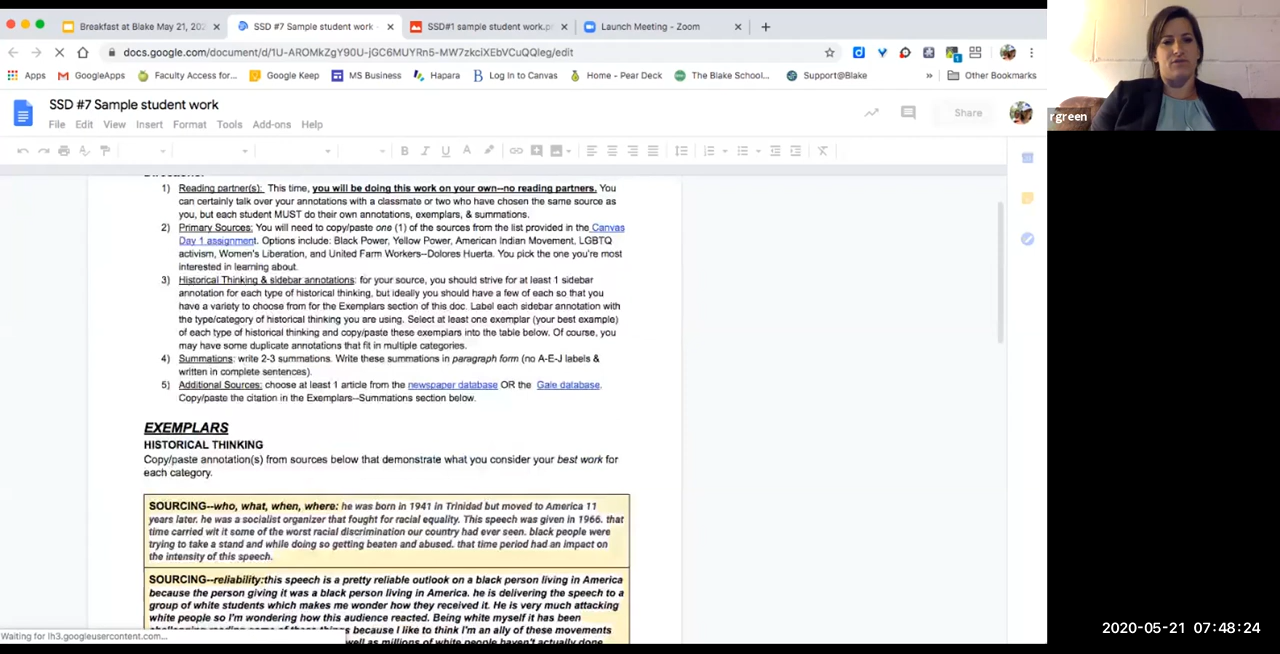 Breakfast at Blake May 21, 202
SSD #7 Sample student work -
SSD#1 sample student work.pr
Launch Meeting - Zoom
docs.google.com/document/d/1U-AROMkZgY90U-jGC6MUYRn5-MW7zkcIXEbVCuQQleg/edit
Apps
GoogleApps
Faculty Access for...
Google Keep
MS Business
Hapara
Log In to Canvas
Home - Pear Deck
The Blake School...
Support@Blake
»
Other Bookmarks
SSD #7 Sample student work
File Edit View Insert Format Tools Add-ons Help
Share
rgreen
1) Reading partner(s): This time, you will be doing this work on your own--no reading partners. You
can certainly talk over your annotations with a classmate or two who have chosen the same source as
you, but each student MUST do their own annotations, exemplars, & summations.
2) Primary Sources: You will need to copy/paste one (1) of the sources from the list provided in the Canvas
Day 1 assignment. Options include: Black Power, Yellow Power, American Indian Movement, LGBTQ
activism, Women's Liberation, and United Farm Workers--Dolores Huerta. You pick the one you're most
interested in learning about.
3) Historical Thinking & sidebar annotations: for your source, you should strive for at least 1 sidebar
annotation for each type of historical thinking, but ideally you should have a few of each so that you
have a variety to choose from for the Exemplars section of this doc. Label each sidebar annotation with
the type/category of historical thinking you are using. Select at least one exemplar (your best example)
of each type of historical thinking and copy/paste these exemplars into the table below. Of course, you
may have some duplicate annotations that fit in multiple categories.
4) Summations: write 2-3 summations. Write these summations in paragraph form (no A-E-J labels &
written in complete sentences).
5) Additional Sources: choose at least 1 article from the newspaper database OR the Gale database.
Copy/paste the citation in the Exemplars--Summations section below.
EXEMPLARS
HISTORICAL THINKING
Copy/paste annotation(s) from sources below that demonstrate what you consider your best work for
each category.
SOURCING--who, what, when, where: he was born in 1941 in Trinidad but moved to America 11
years later. he was a socialist organizer that fought for racial equality. This speech was given in 1966. that
time carried wit it some of the worst racial discrimination our country had ever seen. black people were
trying to take a stand and while doing so getting beaten and abused. that time period had an impact on
the intensity of this speech.
SOURCING--reliability:this speech is a pretty reliable outlook on a black person living in America
because the person giving it was a black person living in America. he is delivering the speech to a
group of white students which makes me wonder how they received it. He is very much attacking
white people so I'm wondering how this audience reacted. Being white myself it has been
because I like to think I'm an ally of these movements
well as millions of white people haven't actually done
Waiting for lh3.googleusercontent.com...
2020-05-21 07:48:24